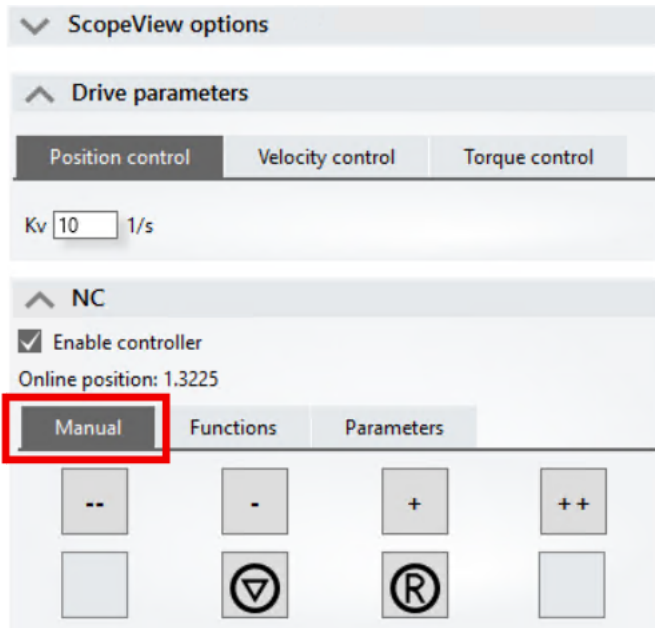 ScopeView options
Drive parameters
Position control Velocity control Torque control
Kv 10 1/s
NC
Enable controller
Online position: 1.3225
Manual Functions Parameters
-- - + ++
R